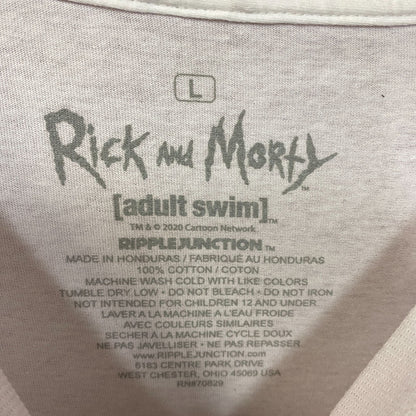 L
Rick and Morty™
[adult swim]™
TM & © 2020 Cartoon Network.
RIPPLEJUNCTION™
MADE IN HONDURAS / FABRIQUÉ AU HONDURAS
100% COTTON / COTON
MACHINE WASH COLD WITH LIKE COLORS
TUMBLE DRY LOW • DO NOT BLEACH • DO NOT IRON
NOT INTENDED FOR CHILDREN 12 AND UNDER.
LAVER A LA MACHINE A L'EAU FROIDE
AVEC COULEURS SIMILAIRES
SECHER A LA MACHINE CYCLE DOUX
NE PAS JAVELLISER • NE PAS REPASSER.
www.RIPPLEJUNCTION.com
6183 CENTRE PARK DRIVE
WEST CHESTER, OHIO 45069 USA
RN#70829